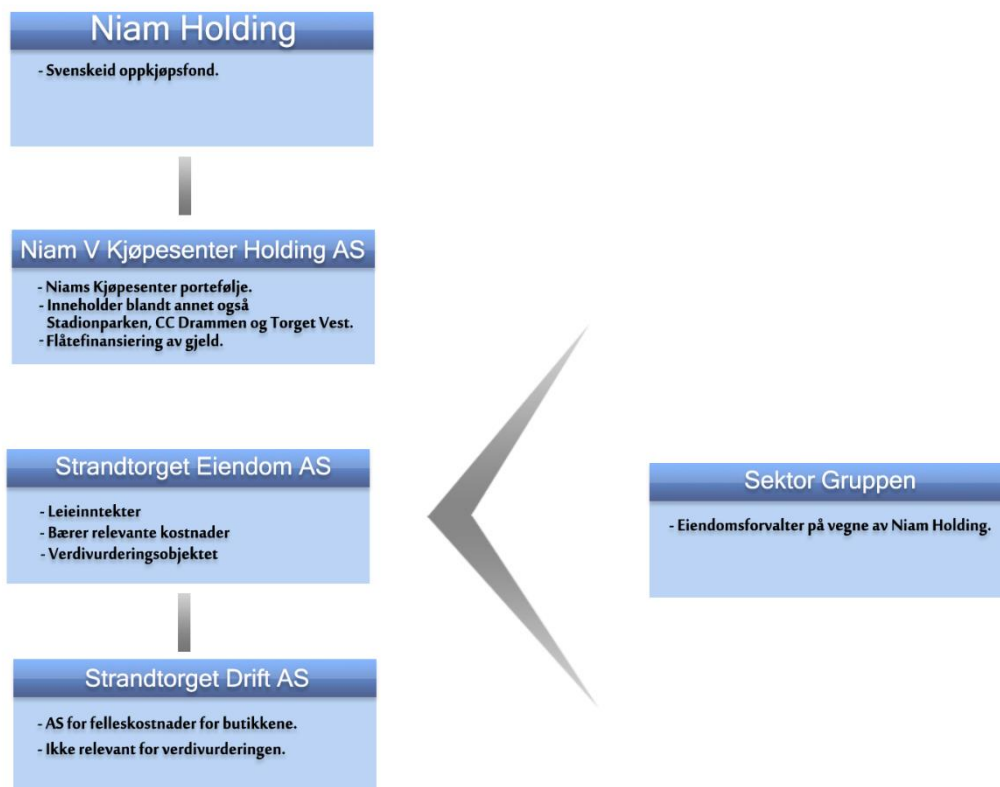 Niam Holding
- Svenskeid oppkjøpsfond.
Niam V Kjøpesenter Holding AS
- Niams Kjøpesenter portefølje.
- Inneholder blandt annet også
Stadionparken, CC Drammen og Torget Vest.
- Flåtefinansiering av gjeld.
Strandtorget Eiendom AS
- Leieinntekter
- Bærer relevante kostnader
- Verdivurderingsobjektet
Strandtorget Drift AS
- AS for felleskostnader for butikkene.
- Ikke relevant for verdivurderingen.
Sektor Gruppen
- Eiendomsforvalter på vegne av Niam Holding.